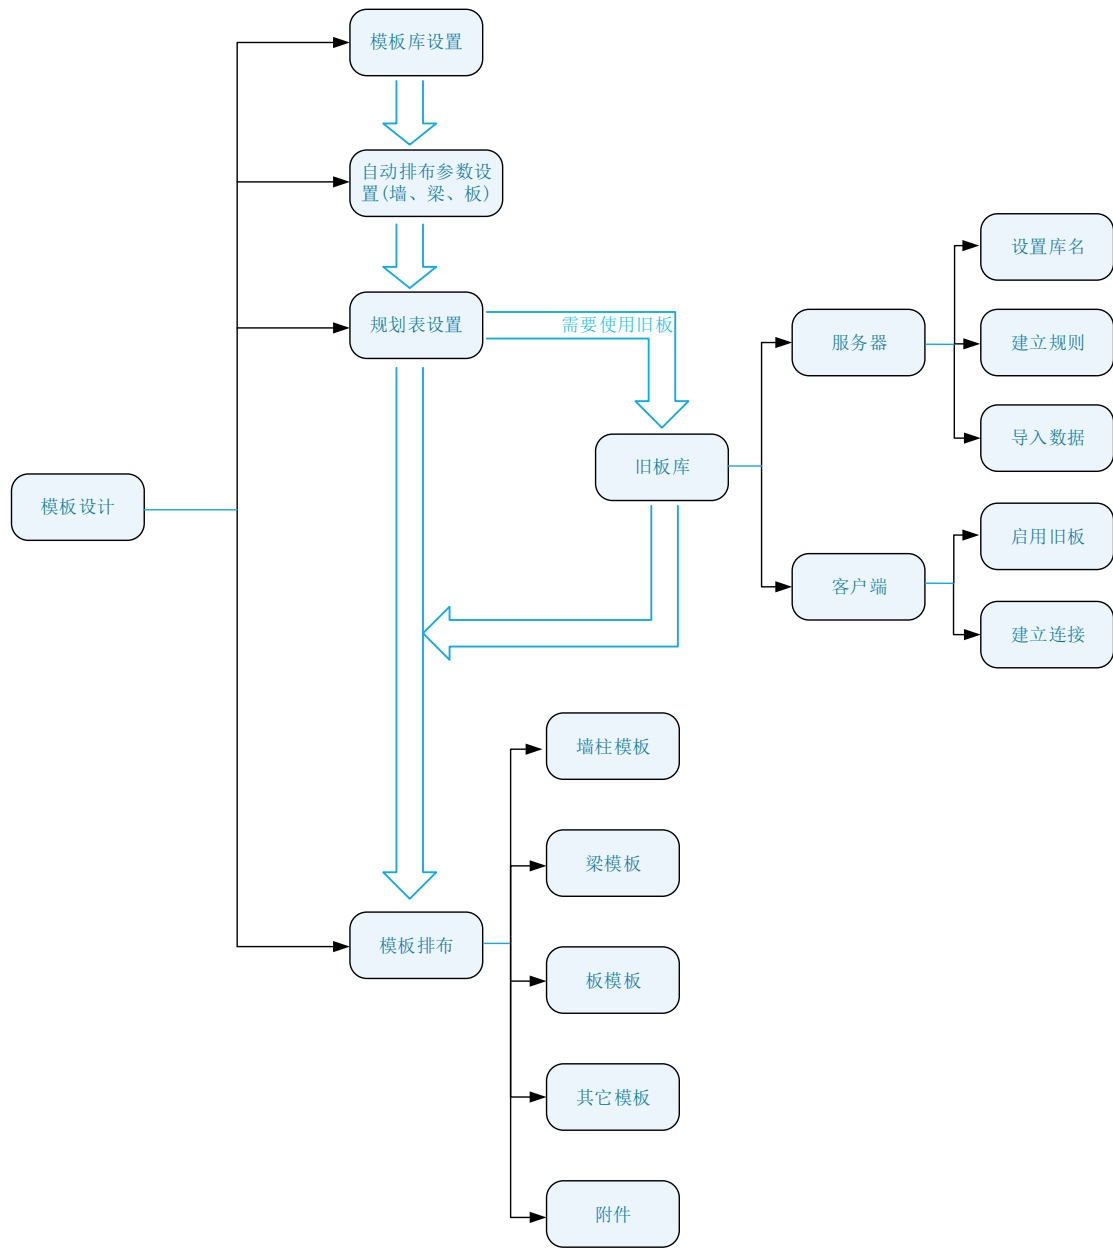 模板库设置
自动排布参数设
置(墙、梁、板)
规划表设置
需要使用旧板
设置库名
服务器
建立规则
导入数据
旧板库
模板设计
启用旧板
客户端
建立连接
墙柱模板
梁模板
模板排布
板模板
其它模板
附件